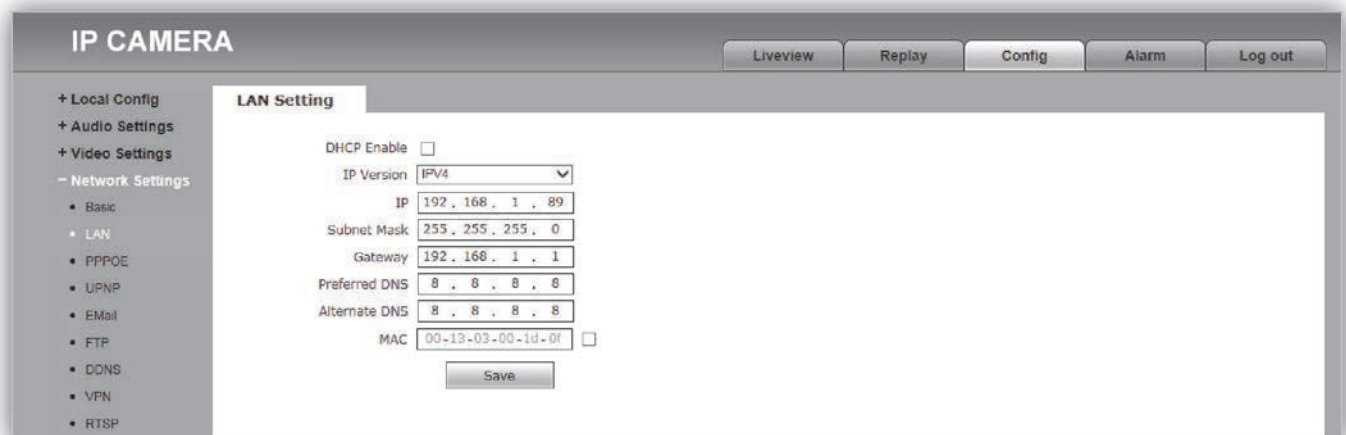 IP CAMERA
Liveview Replay Config Alarm Log out
+ Local Config
+ Audio Settings
+ Video Settings
− Network Settings
• Basic
• LAN
• PPPOE
• UPNP
• EMail
• FTP
• DDNS
• VPN
• RTSP
LAN Setting
DHCP Enable
IP Version IPV4
IP 192 . 168 . 1 . 89
Subnet Mask 255 . 255 . 255 . 0
Gateway 192 . 168 . 1 . 1
Preferred DNS 8 . 8 . 8 . 8
Alternate DNS 8 . 8 . 8 . 8
MAC 00-13-03-00-1d-0f
Save